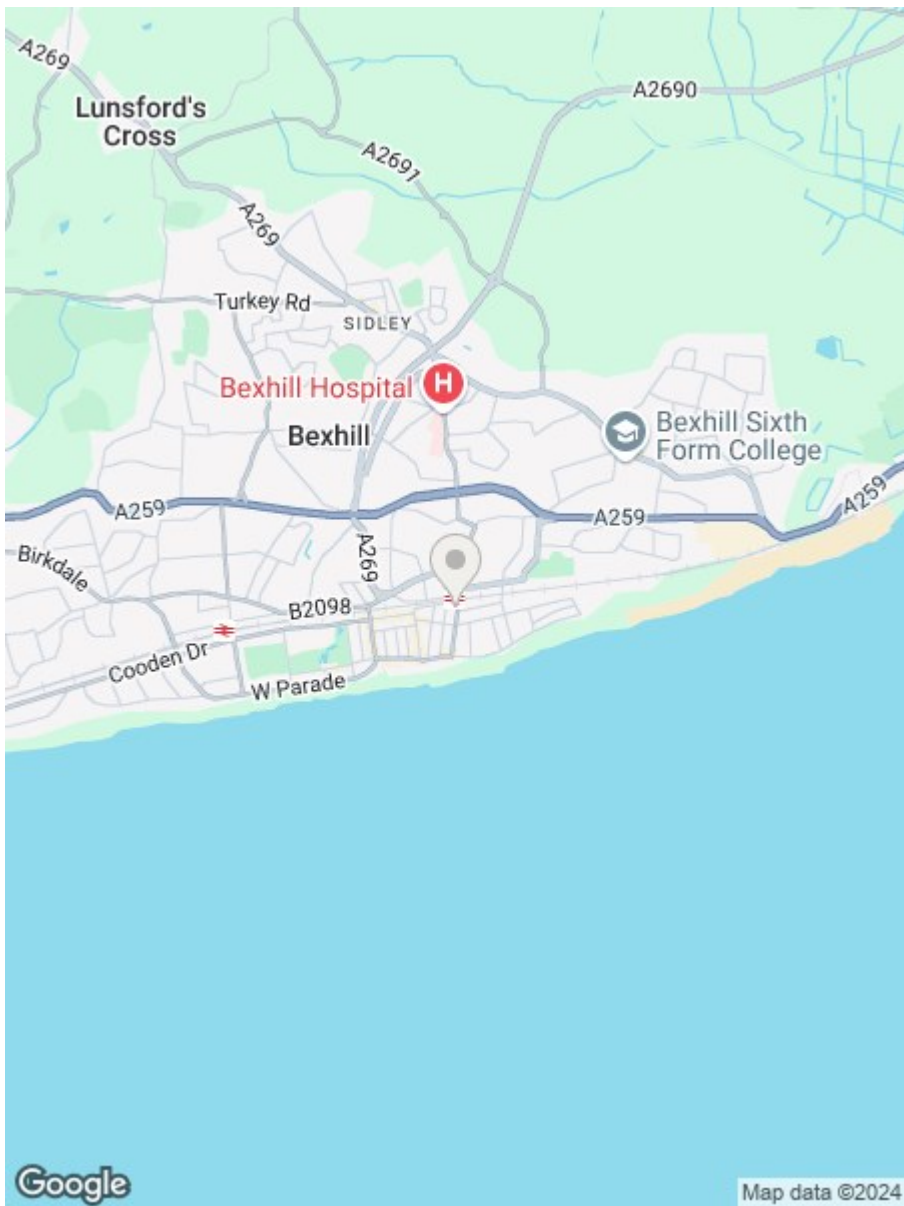 A269
Lunsford's
Cross
A2690
A2691
A269
Turkey Rd
SIDLEY
Bexhill Hospital
H
Bexhill
Bexhill Sixth
Form College
A259
A259
A259
Birkdale
A269
B2098
Cooden Dr
W Parade
Google
Map data ©2024